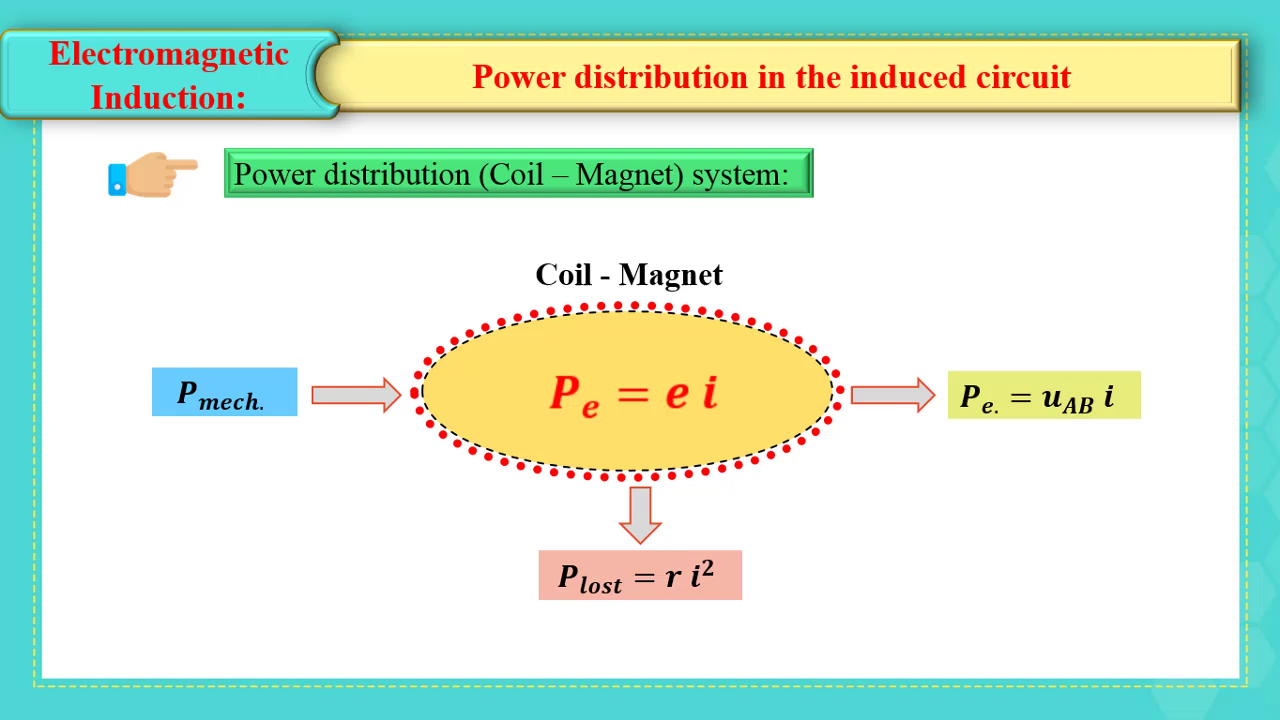 Electromagnetic
Induction:
Power distribution in the induced circuit
Power distribution (Coil – Magnet) system:
Coil - Magnet
P_mech.
P_e = e i
P_e. = u_AB i
P_lost = r i²